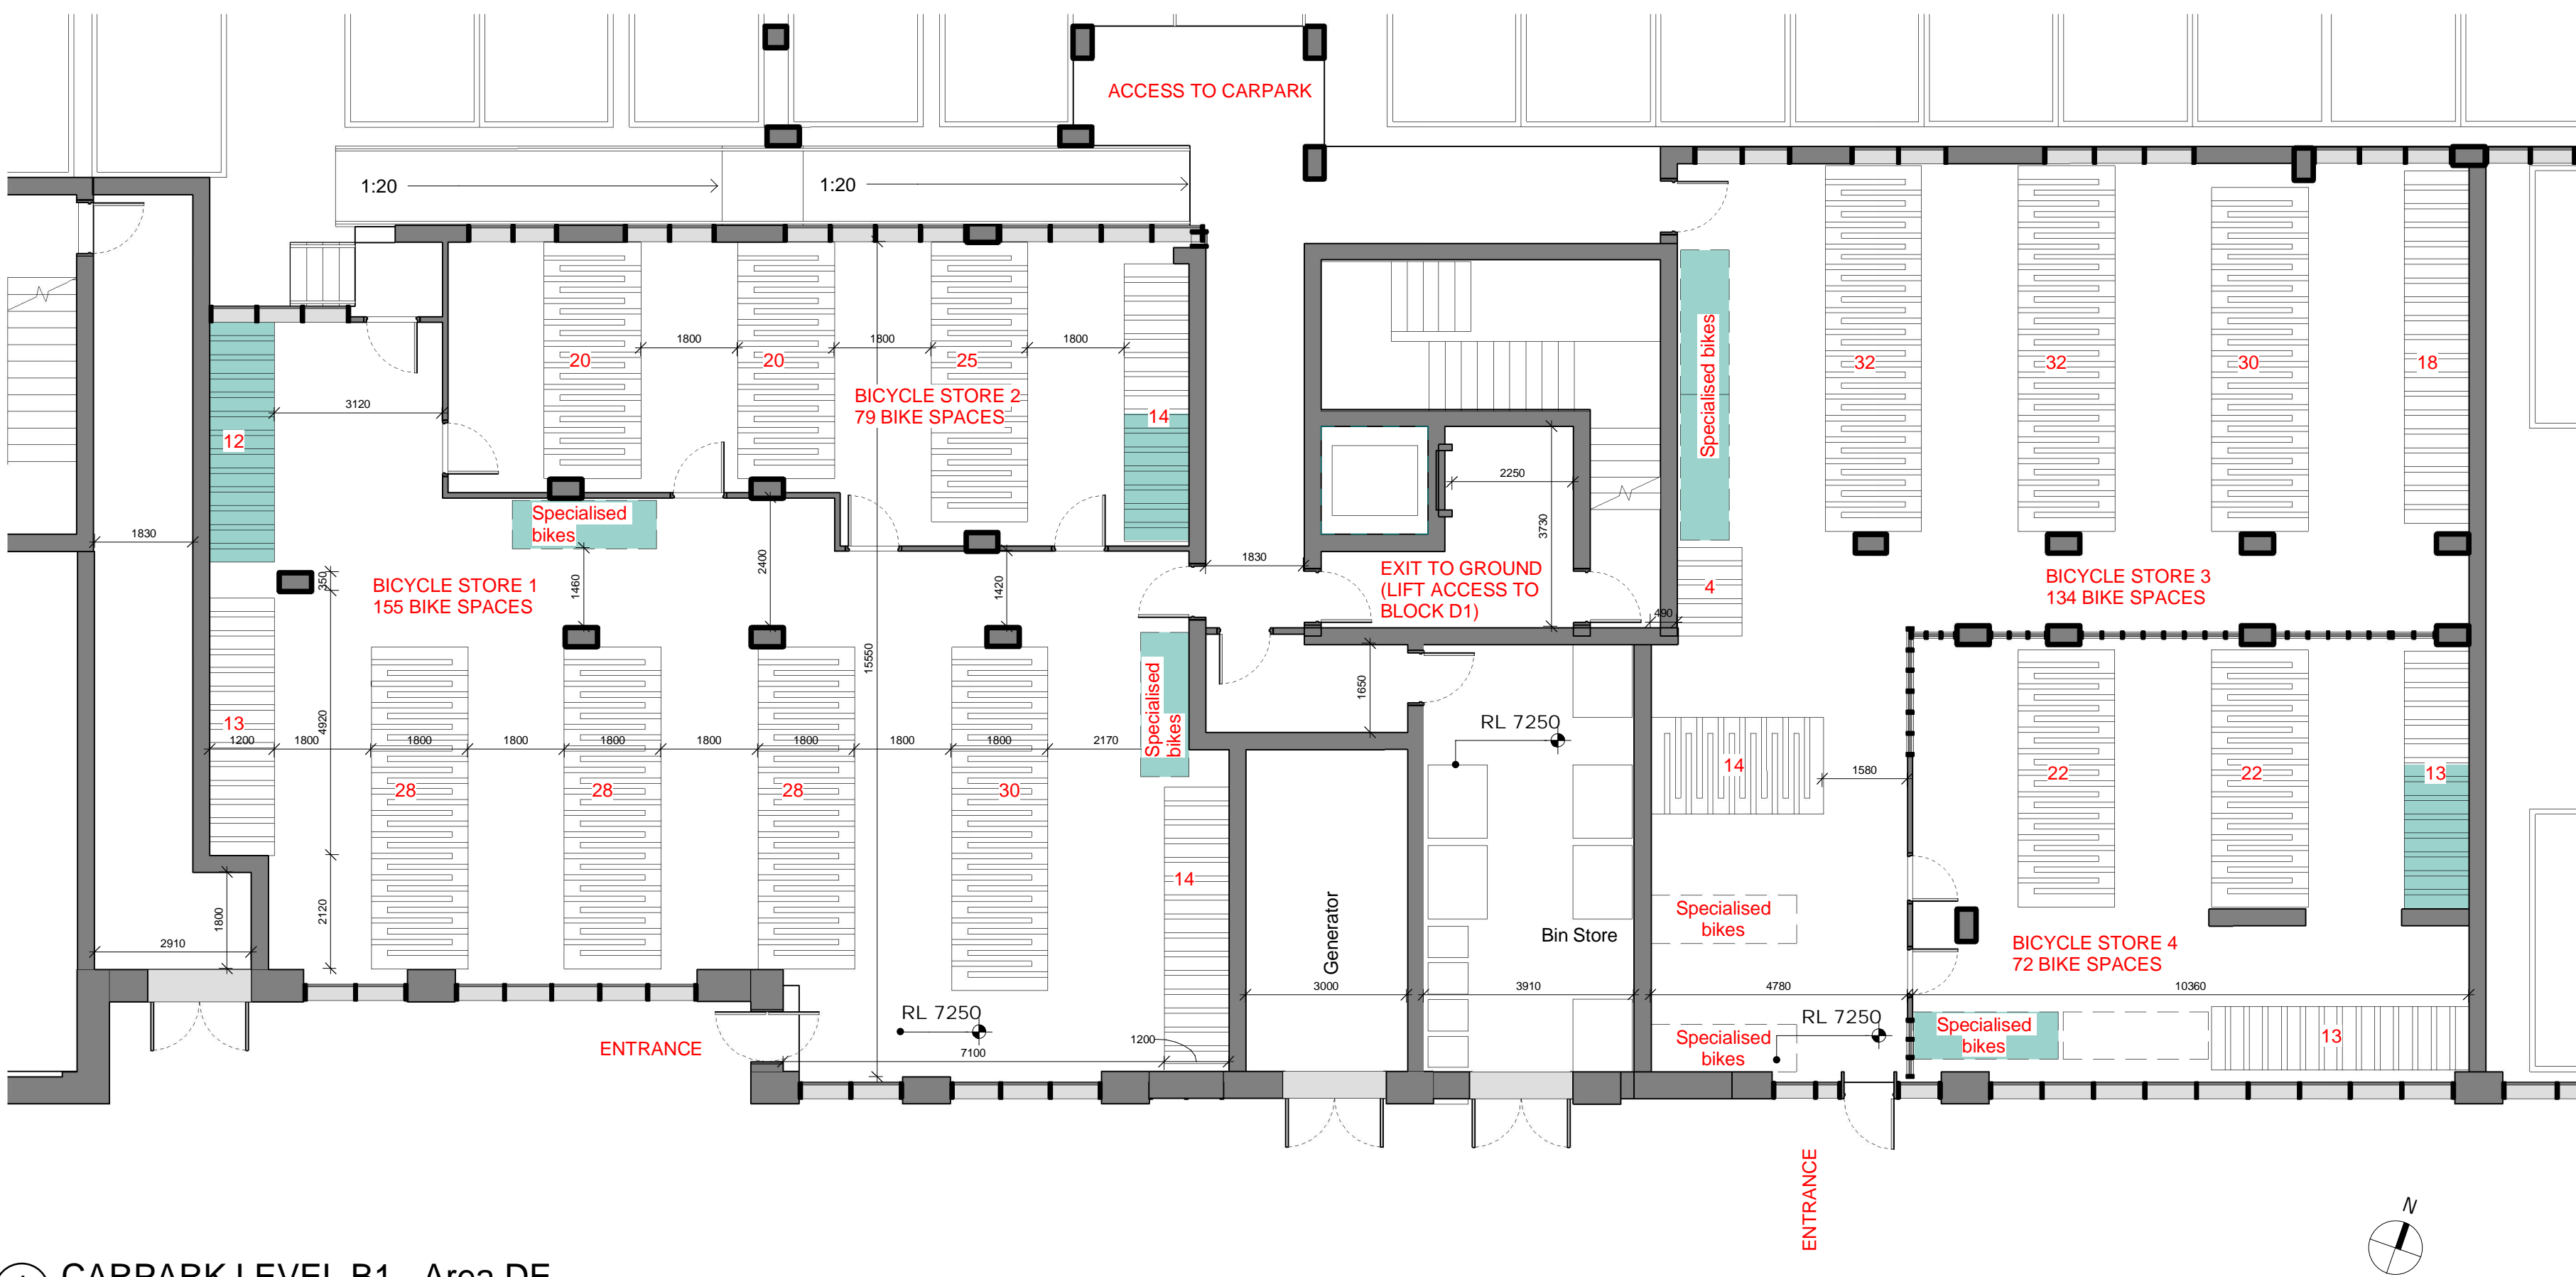 ACCESS TO CARPARK
1:20
1:20
20
1800
20
1800
25
1800
14
BICYCLE STORE 2
79 BIKE SPACES
3120
12
Specialised
bikes
1830
BICYCLE STORE 1
155 BIKE SPACES
350
1460
2400
1420
15550
1830
2250
3730
EXIT TO GROUND
(LIFT ACCESS TO
BLOCK D1)
490
Specialised bikes
32
32
30
18
4
BICYCLE STORE 3
134 BIKE SPACES
13
4920
1200
1800
1800
1800
1800
1800
1800
1800
1800
2170
Specialised
bikes
28
28
28
30
14
1650
RL 7250
14
1580
22
22
13
1800
2120
2910
Generator
Bin Store
Specialised
bikes
BICYCLE STORE 4
72 BIKE SPACES
3000
3910
4780
10360
RL 7250
ENTRANCE
1200
7100
Specialised
bikes
RL 7250
Specialised
bikes
13
ENTRANCE
N
CARPARK LEVEL B1 - Area DE